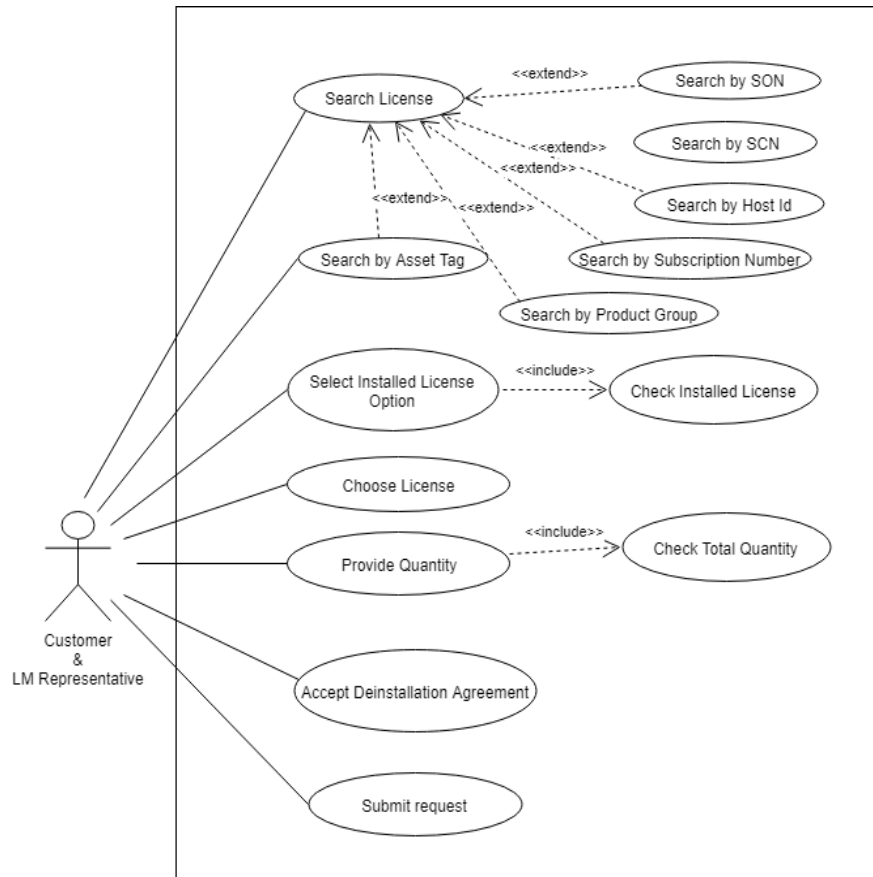 <<extend>>
Search by SON
Search License
Search by SCN
<<extend>>
<<extend>>
<<extend>>
Search by Host Id
<<extend>>
Search by Asset Tag
Search by Subscription Number
Search by Product Group
Select Installed License
Option
<<include>>
Check Installed License
Choose License
Provide Quantity
<<include>>
Check Total Quantity
Customer
&
LM Representative
Accept Deinstallation Agreement
Submit request